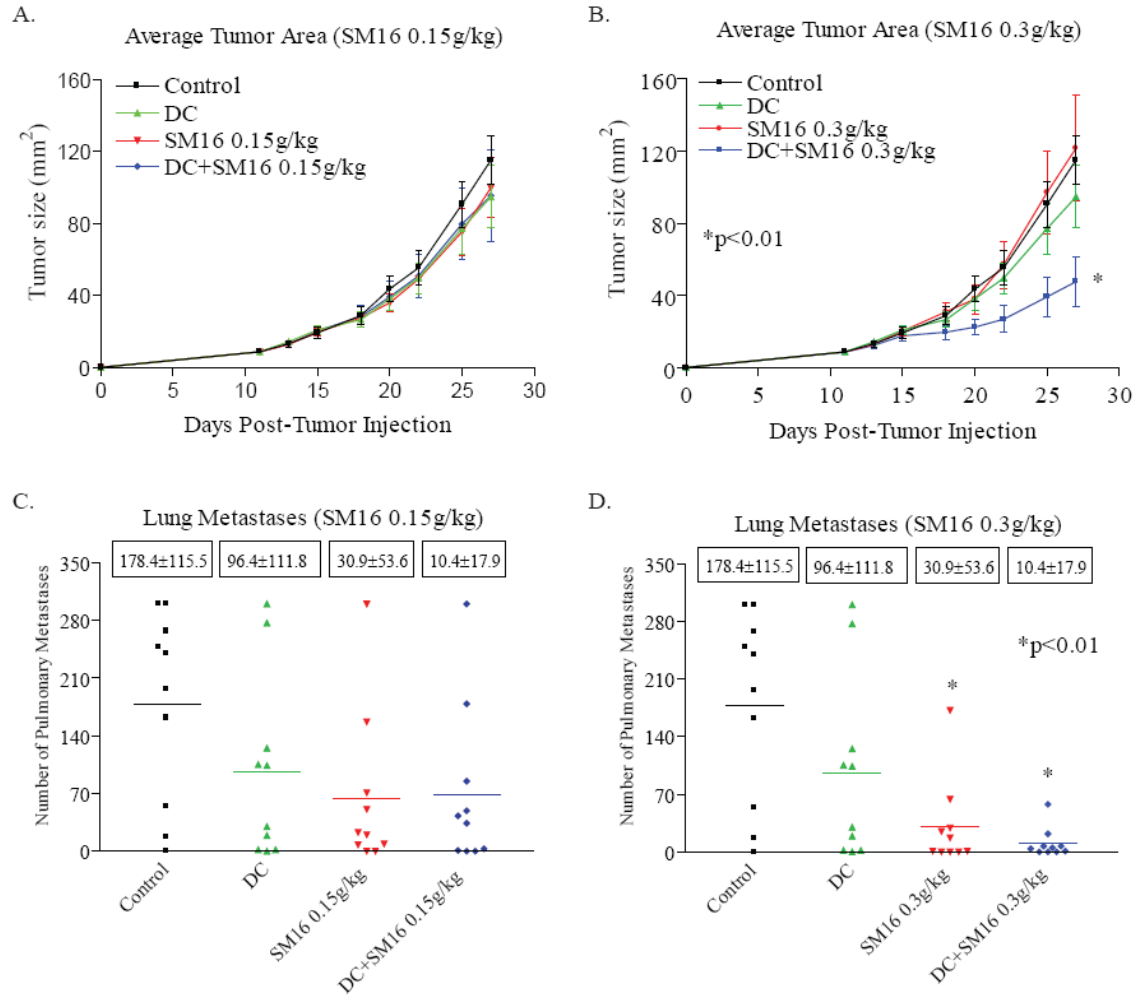 A.
Average Tumor Area (SM16 0.15g/kg)
Control
DC
SM16 0.15g/kg
DC+SM16 0.15g/kg
160
120
80
40
0
Tumor size (mm²)
0 5 10 15 20 25 30
Days Post-Tumor Injection
B.
Average Tumor Area (SM16 0.3g/kg)
Control
DC
SM16 0.3g/kg
DC+SM16 0.3g/kg
*p<0.01
*
160
120
80
40
0
Tumor size (mm²)
0 5 10 15 20 25 30
Days Post-Tumor Injection
C.
Lung Metastases (SM16 0.15g/kg)
178.4±115.5 96.4±111.8 30.9±53.6 10.4±17.9
350
280
210
140
70
0
Number of Pulmonary Metastases
Control
DC
SM16 0.15g/kg
DC+SM16 0.15g/kg
D.
Lung Metastases (SM16 0.3g/kg)
178.4±115.5 96.4±111.8 30.9±53.6 10.4±17.9
*p<0.01
*
*
350
280
210
140
70
0
Number of Pulmonary Metastases
Control
DC
SM16 0.3g/kg
DC+SM16 0.3g/kg